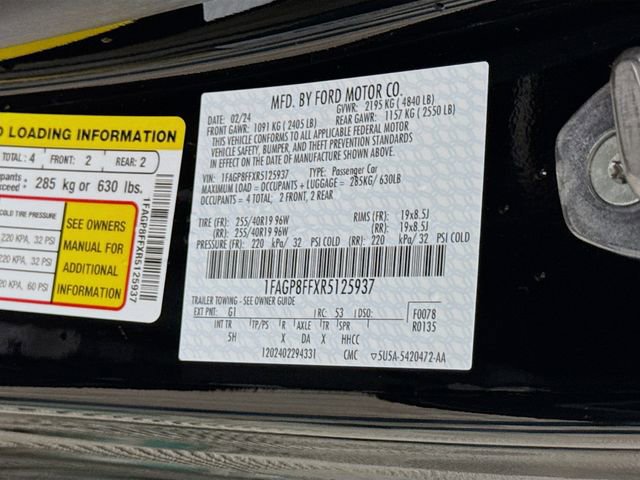 O LOADING INFORMATION
TOTAL: 4 FRONT: 2 REAR: 2
285 kg or 630 lbs.
COLD TIRE PRESSURE
220 KPA, 32 PSI
220 KPA, 32 PSI
420 KPA, 60 PSI
SEE OWNERS
MANUAL FOR
ADDITIONAL
INFORMATION
1FAGP8FFXR5125937
MFD. BY FORD MOTOR CO.
DATE: 02/24 GVWR: 2195 KG ( 4840 LB)
FRONT GAWR: 1091 KG ( 2405 LB) REAR GAWR: 1157 KG ( 2550 LB)
THIS VEHICLE CONFORMS TO ALL APPLICABLE FEDERAL MOTOR
VEHICLE SAFETY, BUMPER, AND THEFT PREVENTION STANDARDS
IN EFFECT ON THE DATE OF MANUFACTURE SHOWN ABOVE.
VIN: 1FAGP8FFXR5125937 TYPE: Passenger Car
MAXIMUM LOAD = OCCUPANTS + LUGGAGE = 285KG/ 630LB
OCCUPANTS = 4 TOTAL: 2 FRONT, 2 REAR
TIRE (FR): 255/40R19 96W RIMS (FR): 19x8.5J
(RR): 255/40R19 96W (RR): 19x8.5J
PRESSURE (FR): 220 kPa/ 32 PSI COLD (RR): 220 kPa/ 32 PSI COLD
1FAGP8FFXR5125937
TRAILER TOWING - SEE OWNER GUIDE
EXT PNT: G1 RC: 53 DSO: F0078
INT TR TP/PS R AXLE TR SPR R0135
5H X DA X HHCC
1202402294331 CMC 5U5A-5420472-AA